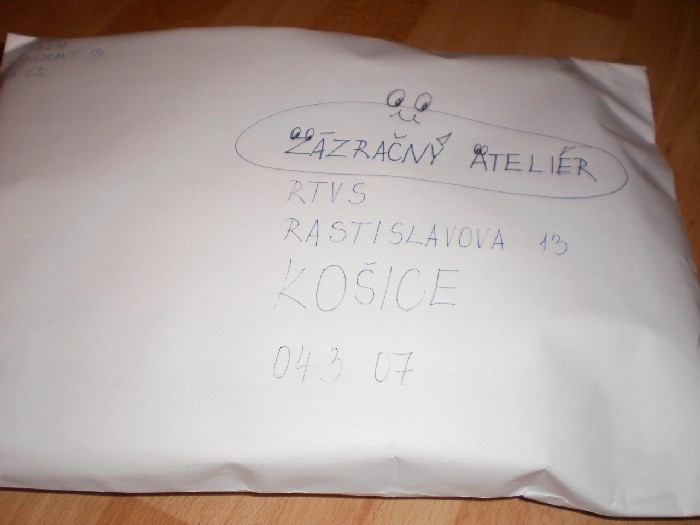 ZÁZRAČNÝ ATELIÉR
RTVS
RASTISLAVOVA 13
KOŠICE
043 07